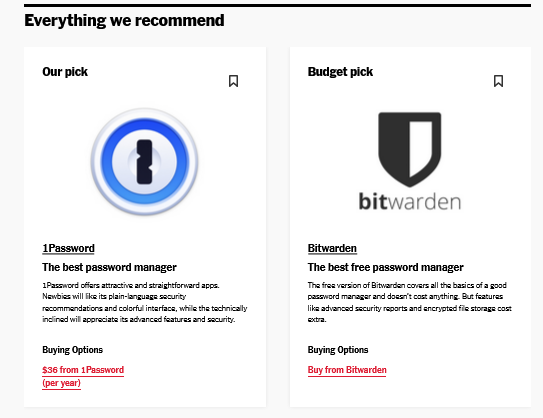 Everything we recommend
Our pick
1Password
The best password manager
1Password offers attractive and straightforward apps.
Newbies will like its plain-language security
recommendations and colorful interface, while the technically
inclined will appreciate its advanced features and security.
Buying Options
$36 from 1Password
(per year)
Budget pick
bitwarden
Bitwarden
The best free password manager
The free version of Bitwarden covers all the basics of a good
password manager and doesn't cost anything. But features
like advanced security reports and encrypted file storage cost
extra.
Buying Options
Buy from Bitwarden